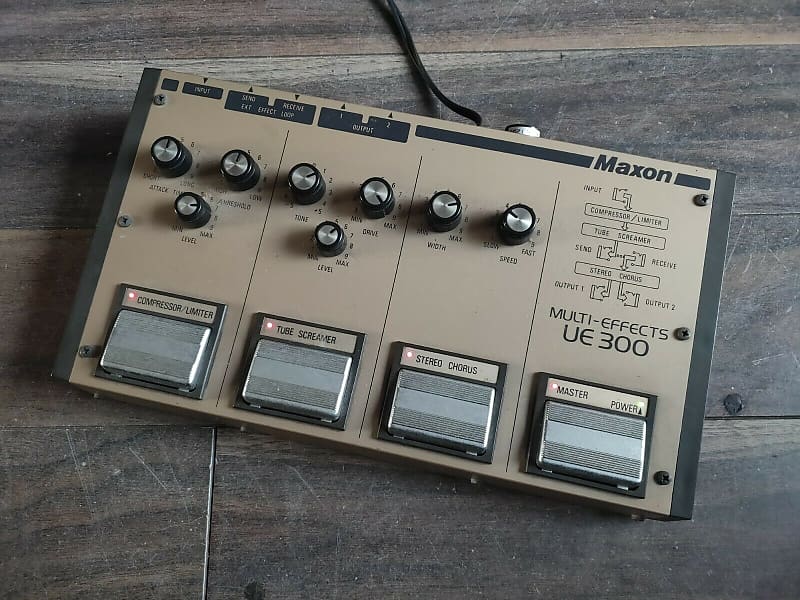 INPUT
SEND RECEIVE
EXT EFFECT LOOP
1 2
OUTPUT
Maxon
SHORT LONG
ATTACK TIME
LOW
THRESHOLD
MIN MAX
LEVEL
TONE
MIN MAX
DRIVE
MIN MAX
LEVEL
MIN MAX
WIDTH
SLOW FAST
SPEED
INPUT
COMPRESSOR/LIMITER
TUBE SCREAMER
SEND RECEIVE
STEREO CHORUS
OUTPUT 1 OUTPUT 2
MULTI-EFFECTS
UE 300
COMPRESSOR/LIMITER
TUBE SCREAMER
STEREO CHORUS
MASTER POWER